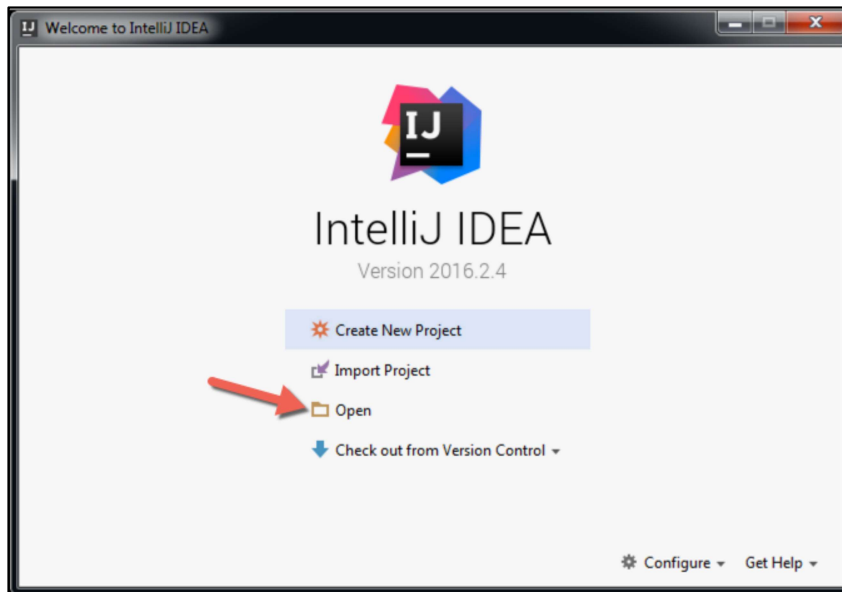 IJ Welcome to IntelliJ IDEA
IJ
IntelliJ IDEA
Version 2016.2.4
Create New Project
Import Project
Open
Check out from Version Control
Configure Get Help